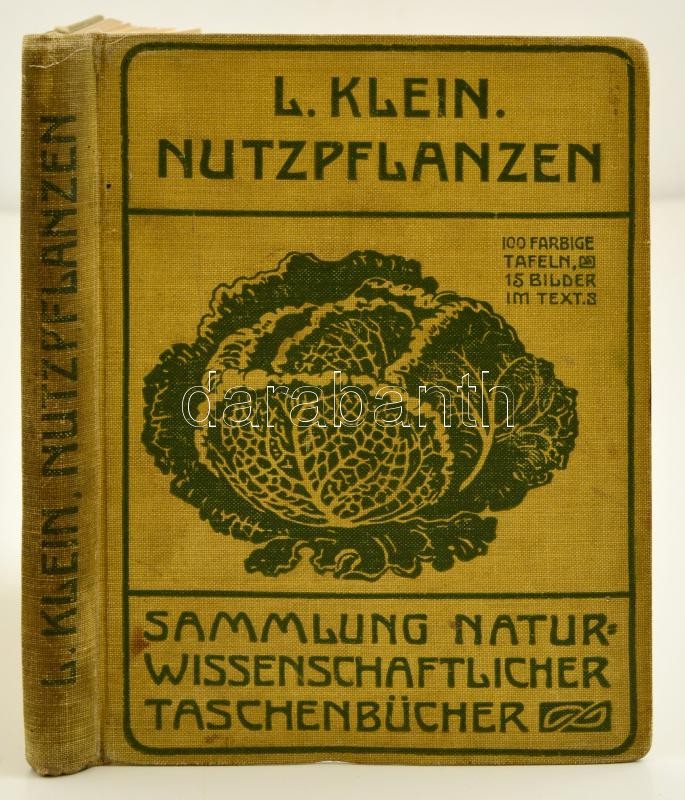 L. KLEIN, NUTZPFLANZEN
L. KLEIN.
NUTZPFLANZEN
100 FARBIGE
TAFELN,
15 BILDER
IM TEXT.
darabanth
SAMMLUNG NATUR=
WISSENSCHAFTLICHER
TASCHENBÜCHER